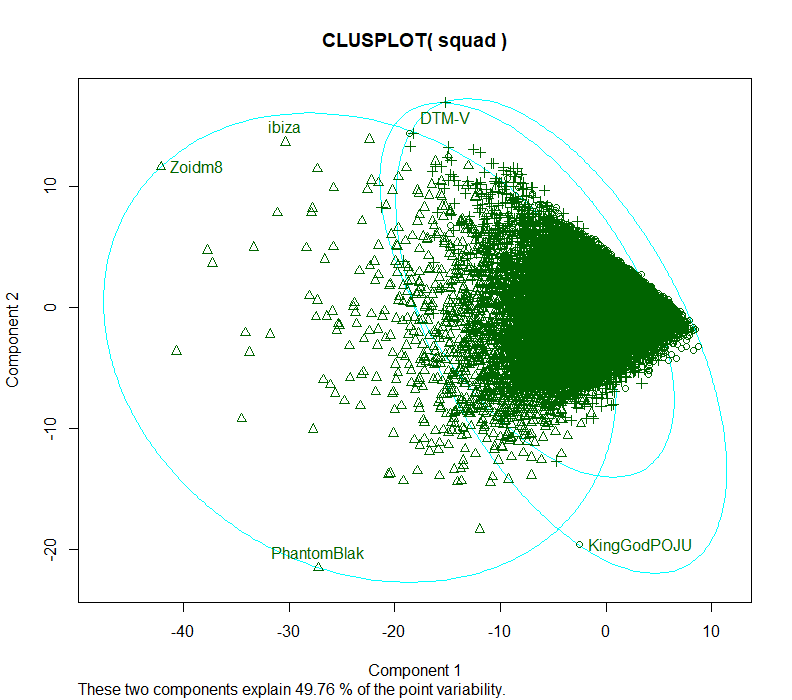 CLUSPLOT( squad )
DTM-V
ibiza
Zoidm8
10
0
-10
-20
Component 2
PhantomBlak
KingGodPOJU
-40 -30 -20 -10 0 10
Component 1
These two components explain 49.76 % of the point variability.